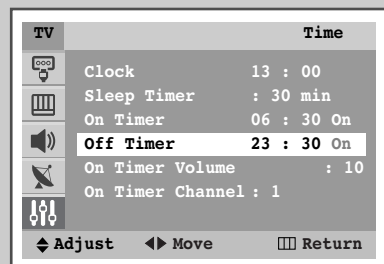 TV Time
Clock 13 : 00
Sleep Timer : 30 min
On Timer 06 : 30 On
Off Timer 23 : 30 On
On Timer Volume : 10
On Timer Channel : 1
Adjust Move Return